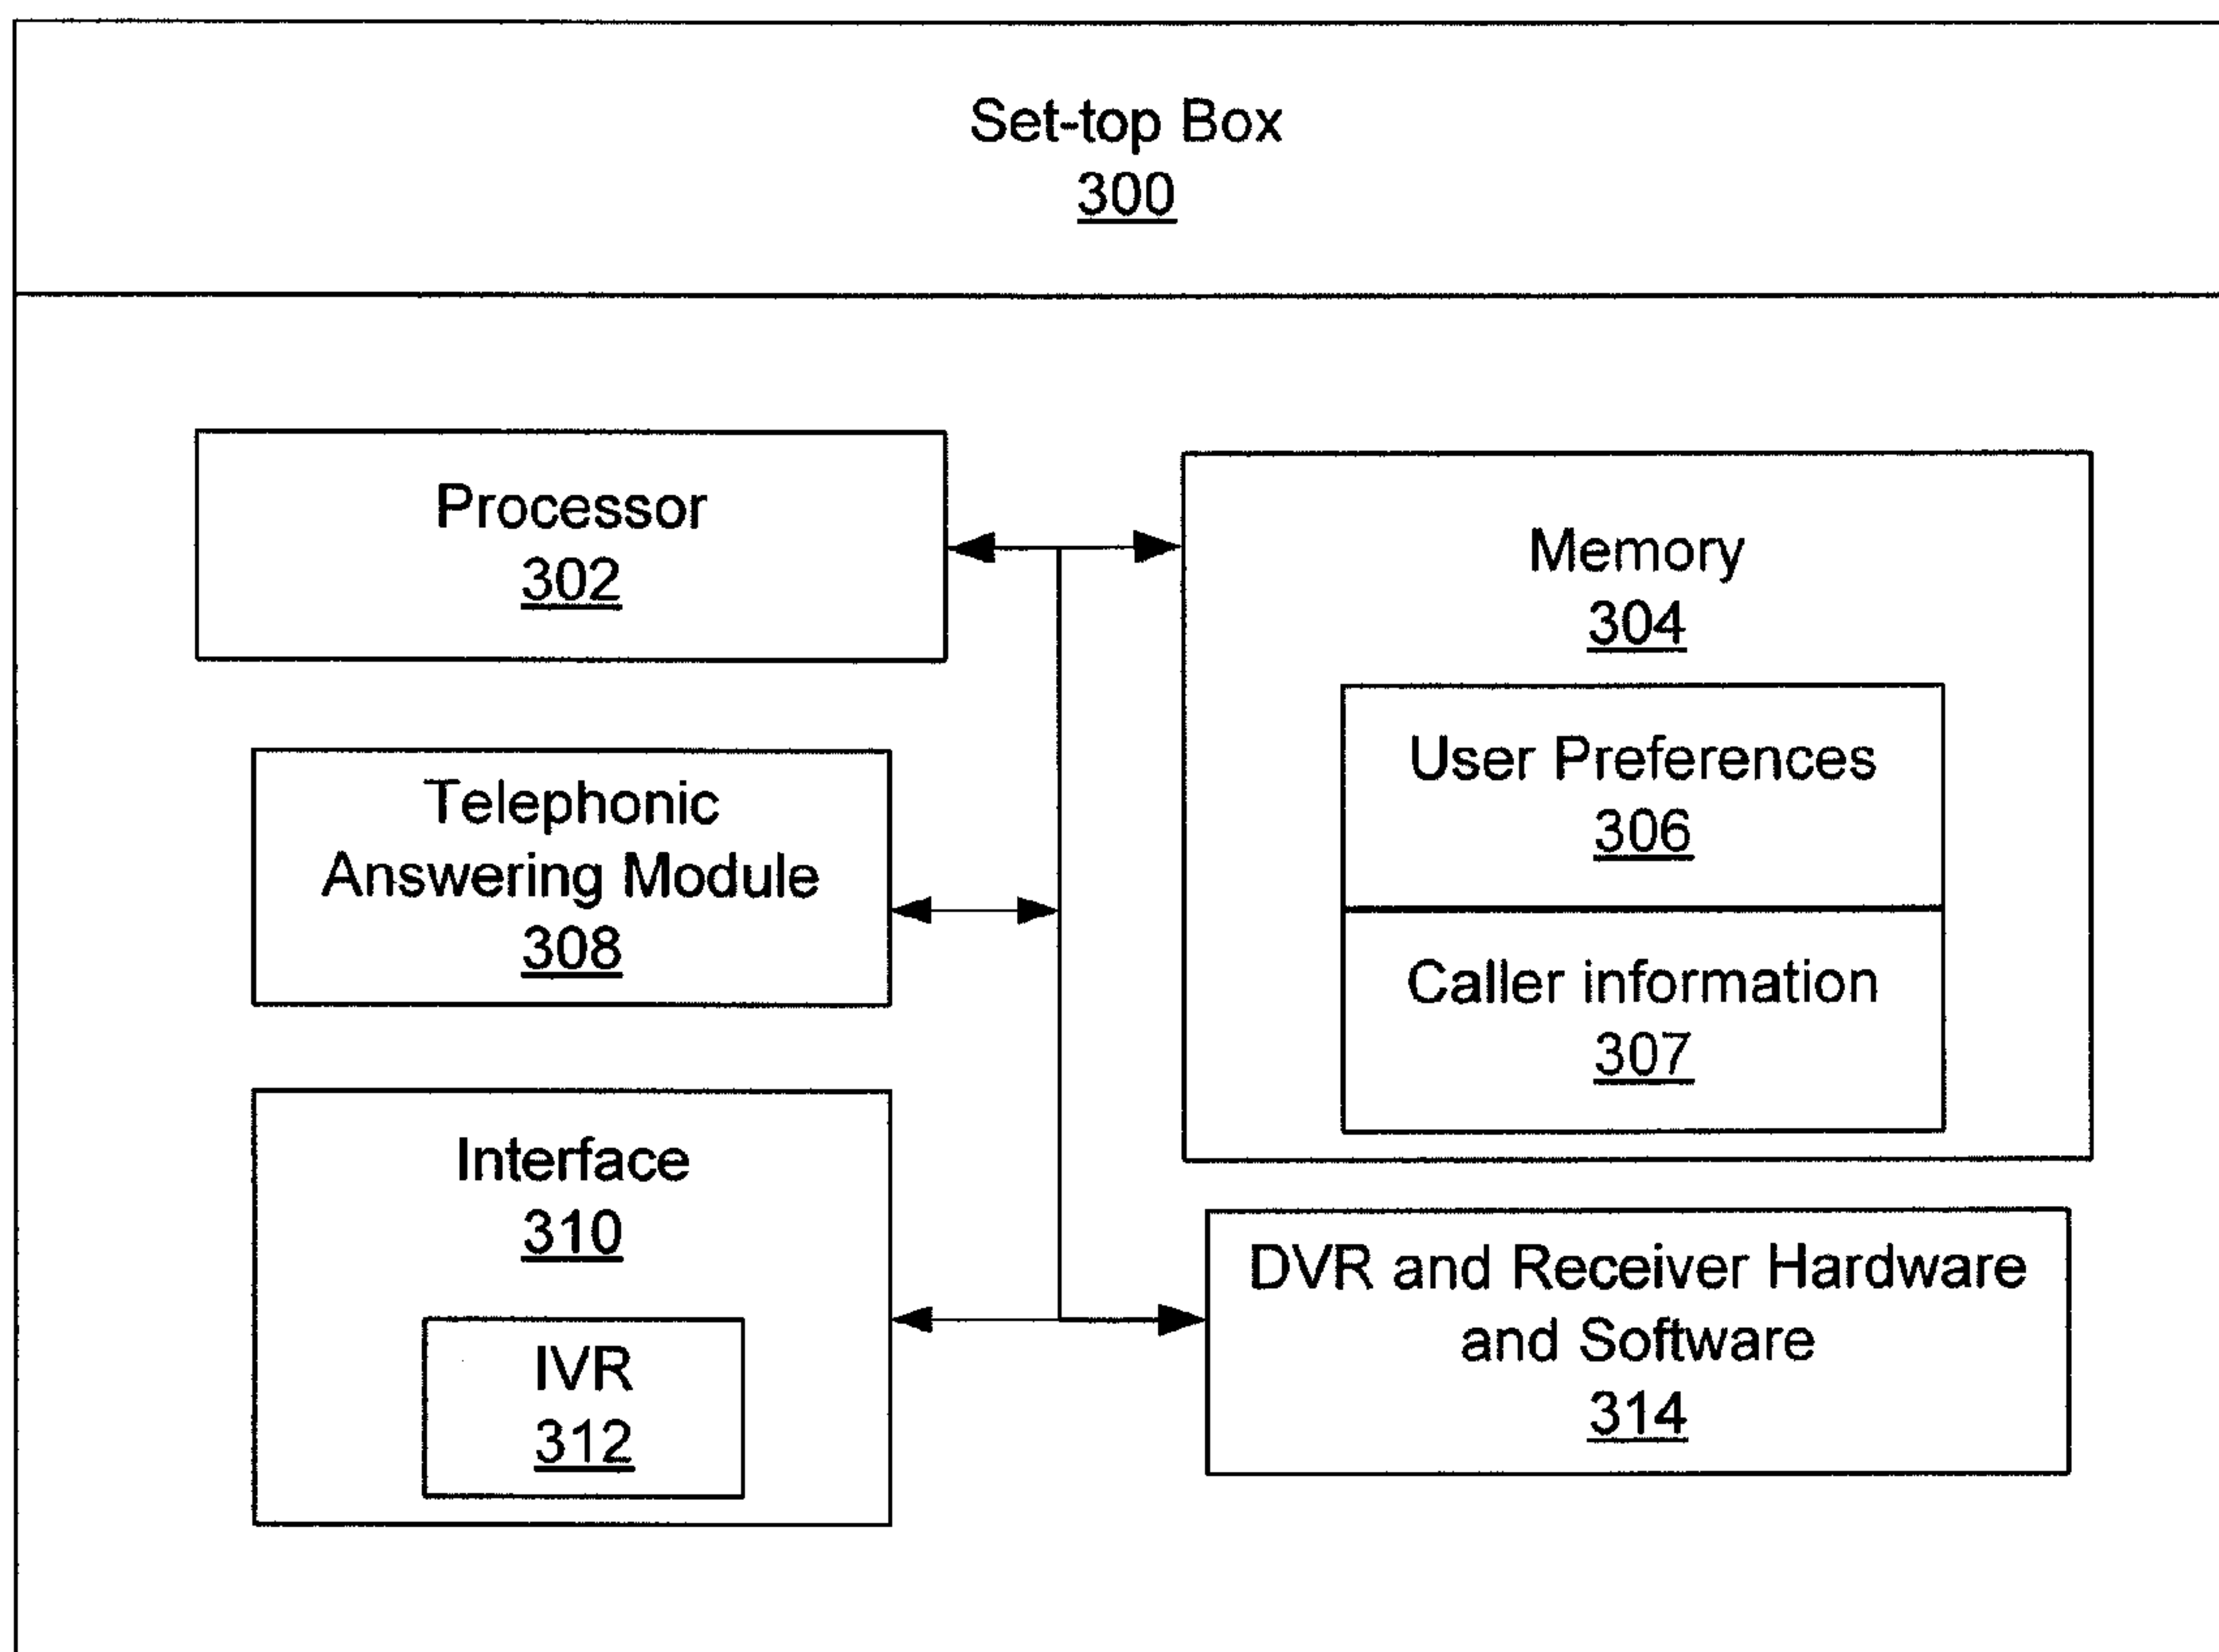 Set-top Box
300
Processor
302
Memory
304
User Preferences
306
Caller information
307
Telephonic
Answering Module
308
Interface
310
IVR
312
DVR and Receiver Hardware
and Software
314